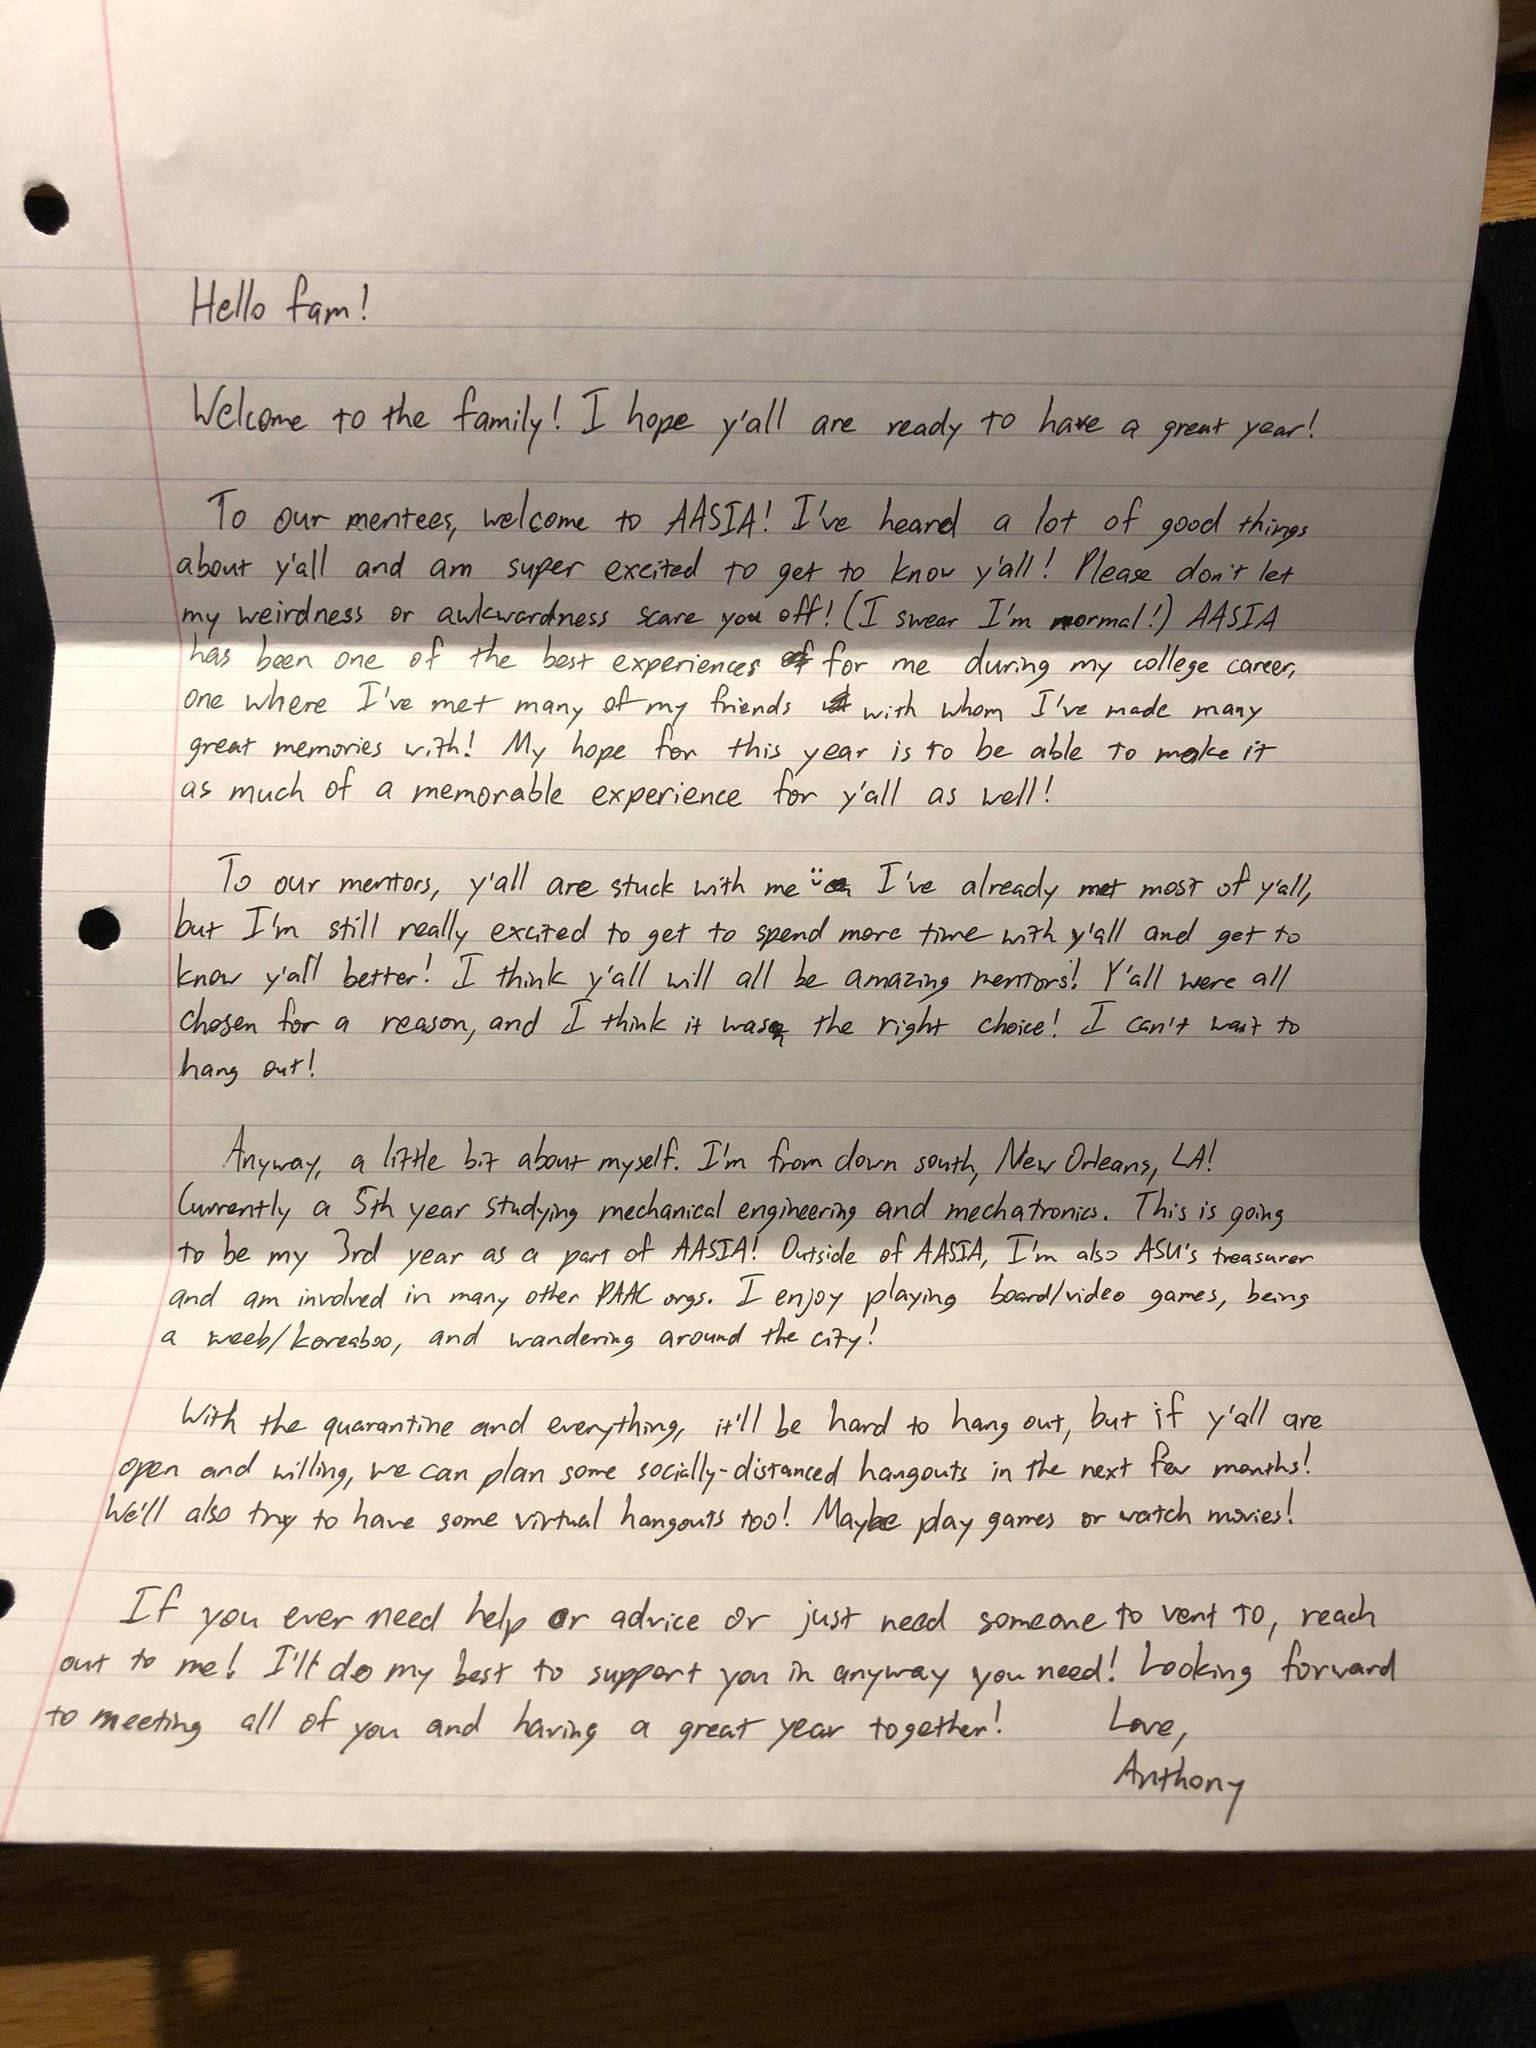 Hello fam!
Welcome to the family! I hope y'all are ready to have a great year!
To our mentees, welcome to AASIA! I've heard a lot of good things
about y'all and am super excited to get to know y'all! Please don't let
my weirdness or awkwardness scare you off! (I swear I'm normal!) AASIA
has been one of the best experiences for me during my college career,
one where I've met many of my friends with whom I've made many
great memories with! My hope for this year is to be able to make it
as much of a memorable experience for y'all as well!
To our mentors, y'all are stuck with me I've already met most of y'all,
but I'm still really excited to get to spend more time with y'all and get to
know y'all better! I think y'all will all be amazing mentors! Y'all were all
chosen for a reason, and I think it was the right choice! I can't wait to
hang out!
Anyway, a little bit about myself. I'm from down south, New Orleans, LA!
Currently a 5th year studying mechanical engineering and mechatronics. This is going
to be my 3rd year as a part of AASIA! Outside of AASIA, I'm also ASU's treasurer
and am involved in many other PAAC orgs. I enjoy playing board/video games, being
a weeb/koreaboo, and wandering around the city!
With the quarantine and everything, it'll be hard to hang out, but if y'all are
open and willing, we can plan some socially-distanced hangouts in the next few months!
We'll also try to have some virtual hangouts too! Maybe play games or watch movies!
If you ever need help or advice or just need someone to vent to, reach
out to me! I'll do my best to support you in anyway you need! Looking forward
to meeting all of you and having a great year together!
Love,
Anthony